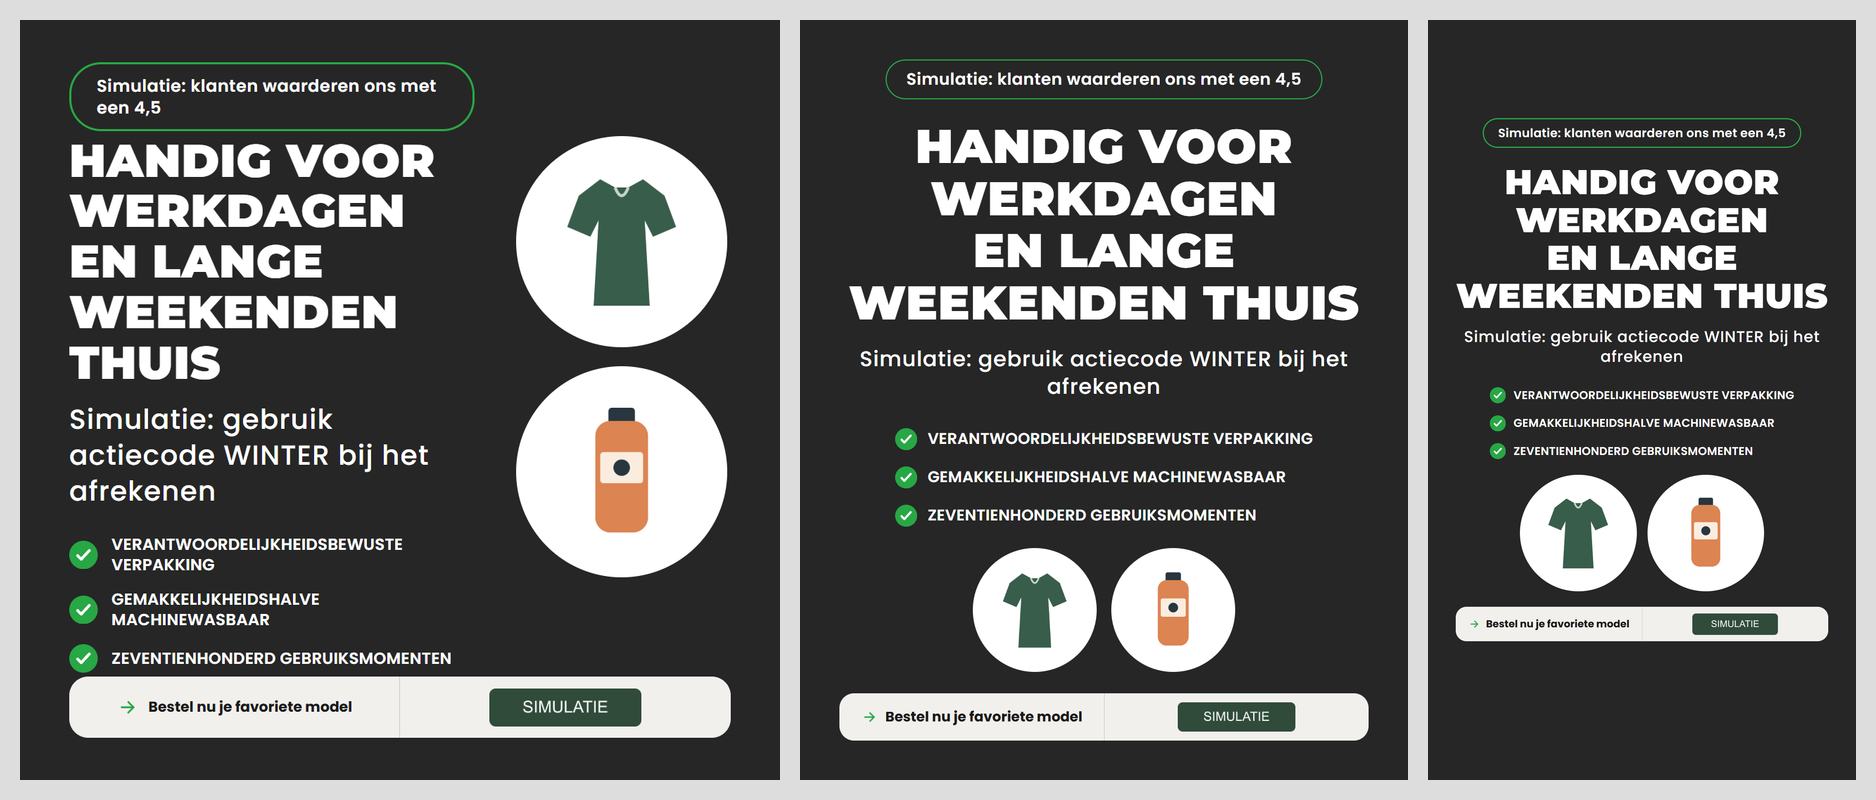 Simulatie: klanten waarderen ons met
een 4,5
HANDIG VOOR
WERKDAGEN
EN LANGE
WEEKENDEN
THUIS
Simulatie: gebruik
actiecode WINTER bij het
afrekenen
VERANTWOORDELIJKHEIDSBEWUSTE
VERPAKKING
GEMAKKELIJKHEIDSHALVE
MACHINEWASBAAR
ZEVENTIENHONDERD GEBRUIKSMOMENTEN
Bestel nu je favoriete model
SIMULATIE
Simulatie: klanten waarderen ons met een 4,5
HANDIG VOOR
WERKDAGEN
EN LANGE
WEEKENDEN THUIS
Simulatie: gebruik actiecode WINTER bij het
afrekenen
VERANTWOORDELIJKHEIDSBEWUSTE VERPAKKING
GEMAKKELIJKHEIDSHALVE MACHINEWASBAAR
ZEVENTIENHONDERD GEBRUIKSMOMENTEN
Bestel nu je favoriete model
SIMULATIE
Simulatie: klanten waarderen ons met een 4,5
HANDIG VOOR
WERKDAGEN
EN LANGE
WEEKENDEN THUIS
Simulatie: gebruik actiecode WINTER bij het
afrekenen
VERANTWOORDELIJKHEIDSBEWUSTE VERPAKKING
GEMAKKELIJKHEIDSHALVE MACHINEWASBAAR
ZEVENTIENHONDERD GEBRUIKSMOMENTEN
Bestel nu je favoriete model
SIMULATIE